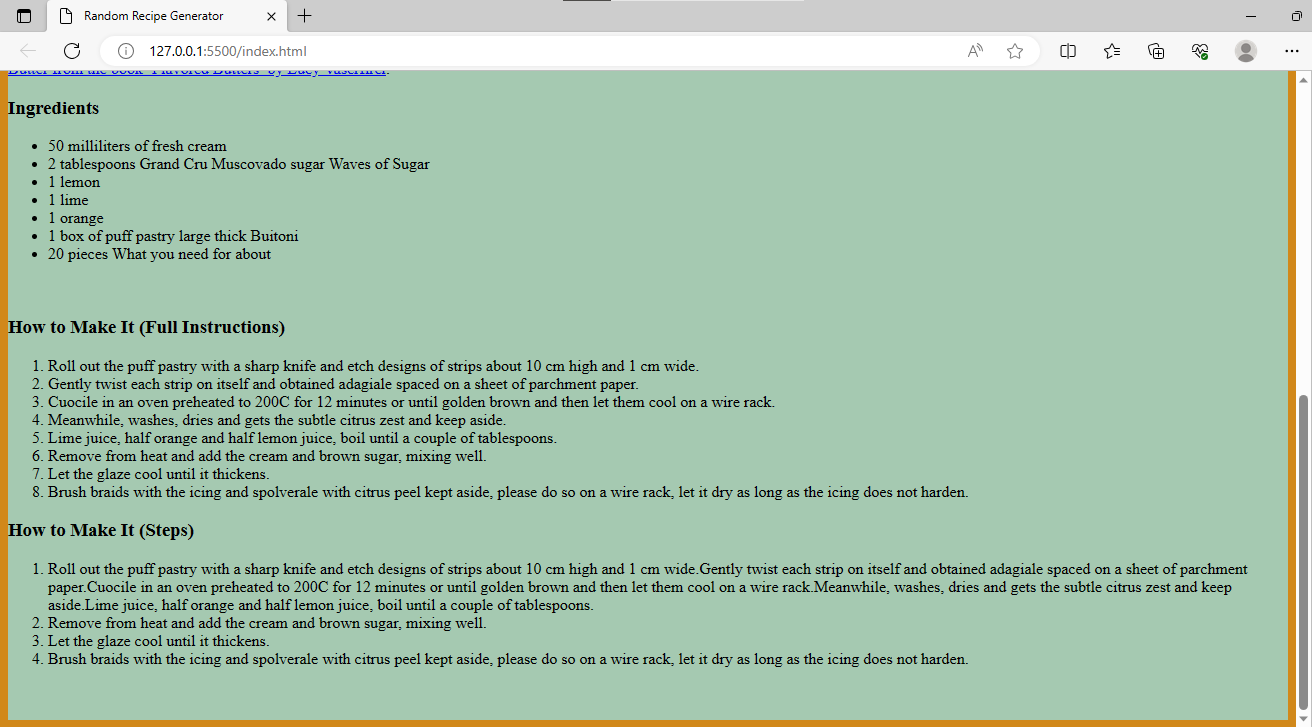 Random Recipe Generator
127.0.0.1:5500/index.html
Butter from the book "Flavored Butters" by Lucy Vaserfirer.
Ingredients
50 milliliters of fresh cream
2 tablespoons Grand Cru Muscovado sugar Waves of Sugar
1 lemon
1 lime
1 orange
1 box of puff pastry large thick Buitoni
20 pieces What you need for about
How to Make It (Full Instructions)
1. Roll out the puff pastry with a sharp knife and etch designs of strips about 10 cm high and 1 cm wide.
2. Gently twist each strip on itself and obtained adagiale spaced on a sheet of parchment paper.
3. Cuocile in an oven preheated to 200C for 12 minutes or until golden brown and then let them cool on a wire rack.
4. Meanwhile, washes, dries and gets the subtle citrus zest and keep aside.
5. Lime juice, half orange and half lemon juice, boil until a couple of tablespoons.
6. Remove from heat and add the cream and brown sugar, mixing well.
7. Let the glaze cool until it thickens.
8. Brush braids with the icing and spolverale with citrus peel kept aside, please do so on a wire rack, let it dry as long as the icing does not harden.
How to Make It (Steps)
1. Roll out the puff pastry with a sharp knife and etch designs of strips about 10 cm high and 1 cm wide.Gently twist each strip on itself and obtained adagiale spaced on a sheet of parchment
paper.Cuocile in an oven preheated to 200C for 12 minutes or until golden brown and then let them cool on a wire rack.Meanwhile, washes, dries and gets the subtle citrus zest and keep
aside.Lime juice, half orange and half lemon juice, boil until a couple of tablespoons.
2. Remove from heat and add the cream and brown sugar, mixing well.
3. Let the glaze cool until it thickens.
4. Brush braids with the icing and spolverale with citrus peel kept aside, please do so on a wire rack, let it dry as long as the icing does not harden.